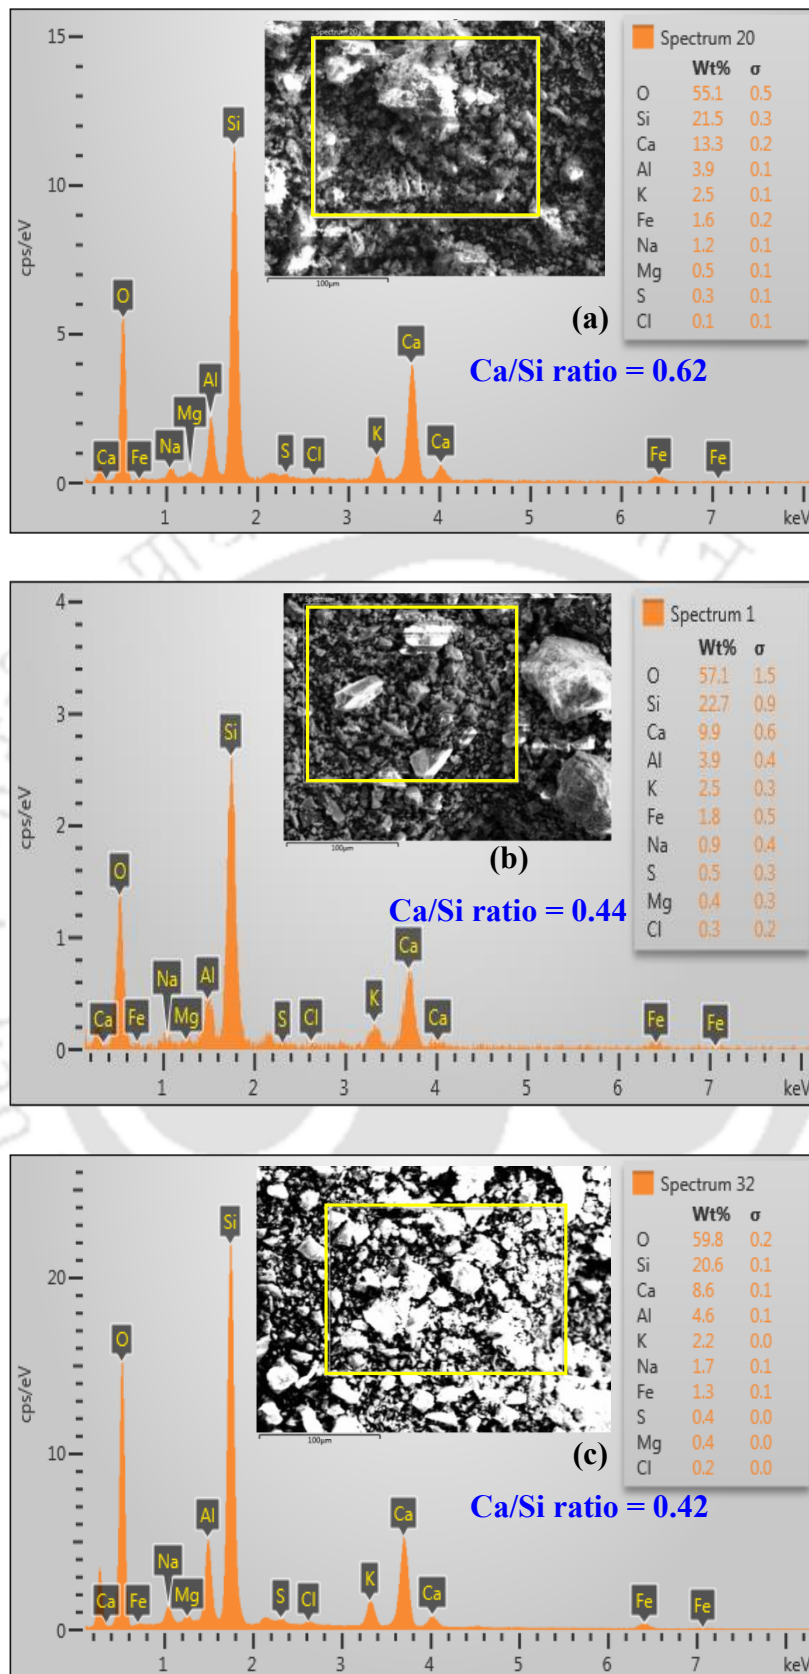 15
10
5
0
cps/eV
1
2
3
4
5
6
7
keV
Ca
O
Fe
Na
Mg
Al
Si
S
Cl
K
Ca
Ca
Fe
Fe
Spectrum 20
100µm
Spectrum 20
Wt% σ
O 55.1 0.5
Si 21.5 0.3
Ca 13.3 0.2
Al 3.9 0.1
K 2.5 0.1
Fe 1.6 0.2
Na 1.2 0.1
Mg 0.5 0.1
S 0.3 0.1
Cl 0.1 0.1
(a)
Ca/Si ratio = 0.62
4
3
2
1
0
cps/eV
1
2
3
4
5
6
7
keV
Ca
O
Fe
Na
Mg
Al
Si
S
Cl
K
Ca
Ca
Fe
Fe
100µm
Spectrum 1
Wt% σ
O 57.1 1.5
Si 22.7 0.9
Ca 9.9 0.6
Al 3.9 0.4
K 2.5 0.3
Fe 1.8 0.5
Na 0.9 0.4
S 0.5 0.3
Mg 0.4 0.3
Cl 0.3 0.2
(b)
Ca/Si ratio = 0.44
20
10
0
cps/eV
1
2
3
4
5
6
7
keV
Ca
O
Fe
Na
Mg
Al
Si
S
Cl
K
Ca
Ca
Fe
Fe
100µm
Spectrum 32
Wt% σ
O 59.8 0.2
Si 20.6 0.1
Ca 8.6 0.1
Al 4.6 0.1
K 2.2 0.0
Na 1.7 0.1
Fe 1.3 0.1
S 0.4 0.0
Mg 0.4 0.0
Cl 0.2 0.0
(c)
Ca/Si ratio = 0.42